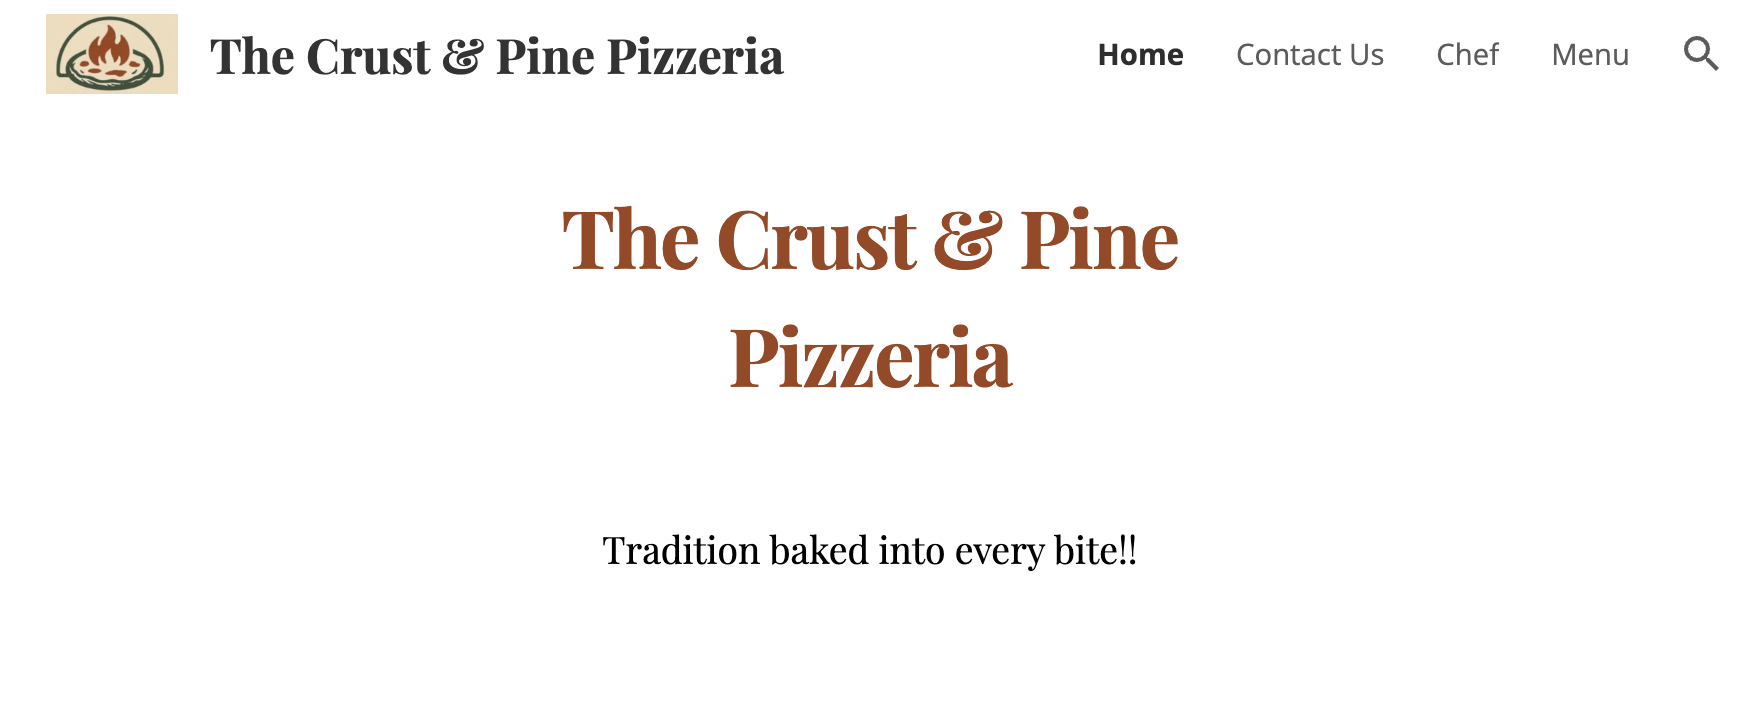 The Crust & Pine Pizzeria
Home Contact Us Chef Menu
The Crust & Pine
Pizzeria
Tradition baked into every bite!!